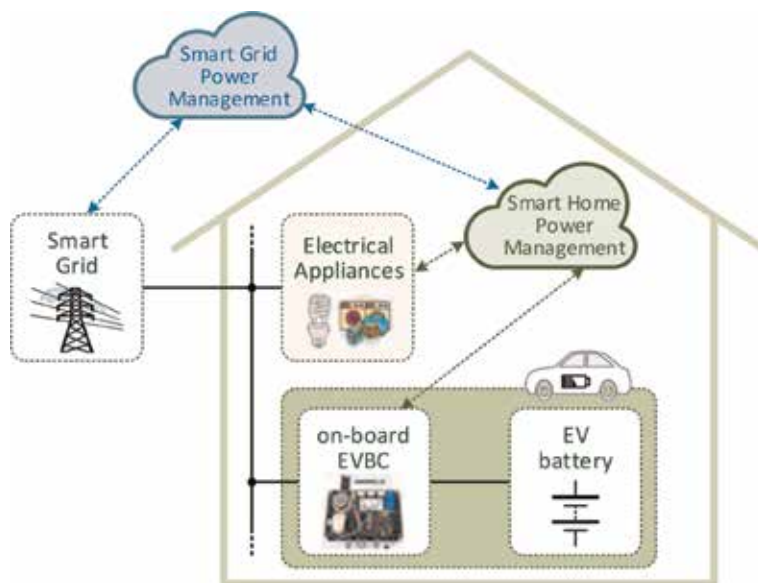 Smart Grid
Power
Management
Smart Home
Power
Management
Smart
Grid
Electrical
Appliances
on-board
EVBC
EV
battery